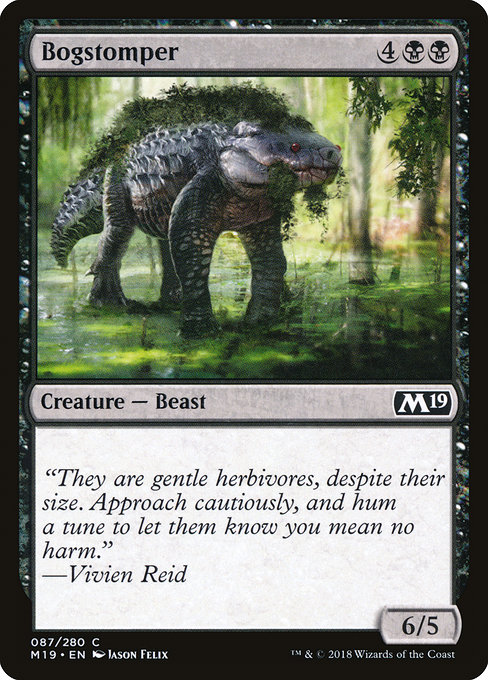 Bogstomper 4
Creature — Beast M19
“They are gentle herbivores, despite their
size. Approach cautiously, and hum
a tune to let them know you mean no
harm.”
—Vivien Reid
6/5
087/280 C
M19 • EN Jason Felix ™ & © 2018 Wizards of the Coast